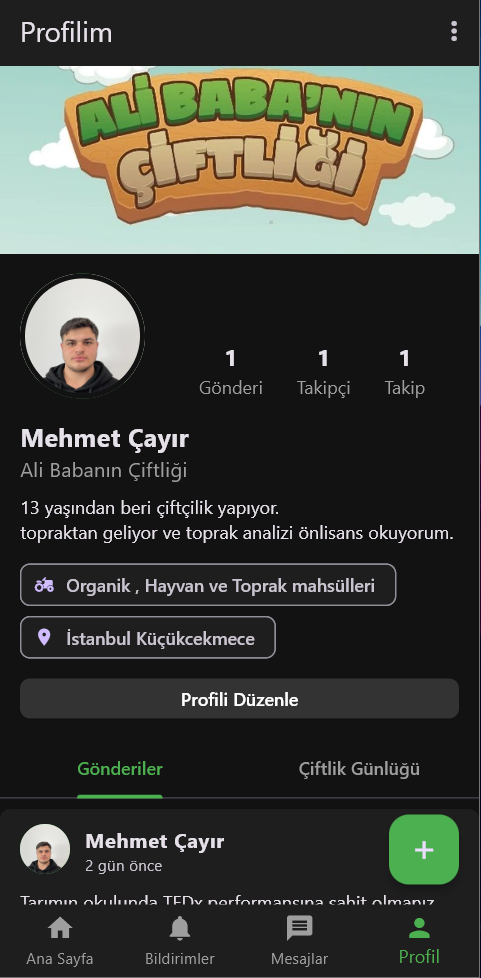 Profilim
ALİ BABA'NIN
ÇİFTLİĞİ
1
Gönderi
1
Takipçi
1
Takip
Mehmet Çayır
Ali Babanın Çiftliği
13 yaşından beri çiftçilik yapıyor.
topraktan geliyor ve toprak analizi önlisans okuyorum.
Organik , Hayvan ve Toprak mahsülleri
İstanbul Küçükcekmece
Profili Düzenle
Gönderiler
Çiftlik Günlüğü
Mehmet Çayır
2 gün önce
+
Tarımın okulunda TEDx performansına şahit olmanız
Ana Sayfa
Bildirimler
Mesajlar
Profil